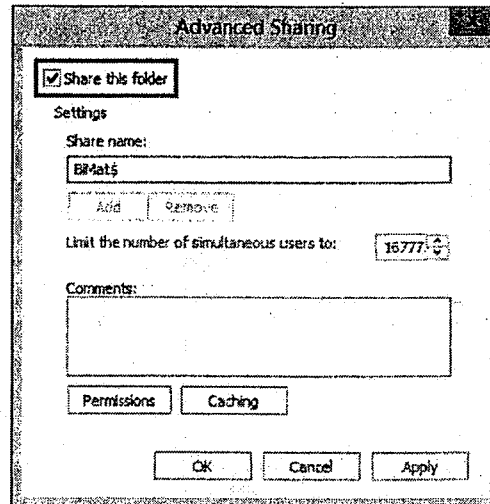 Advanced Sharing
Share this folder
Settings
Share name:
BiMat$
Add Remove
Limit the number of simultaneous users to: 16777
Comments:
Permissions Caching
OK Cancel Apply